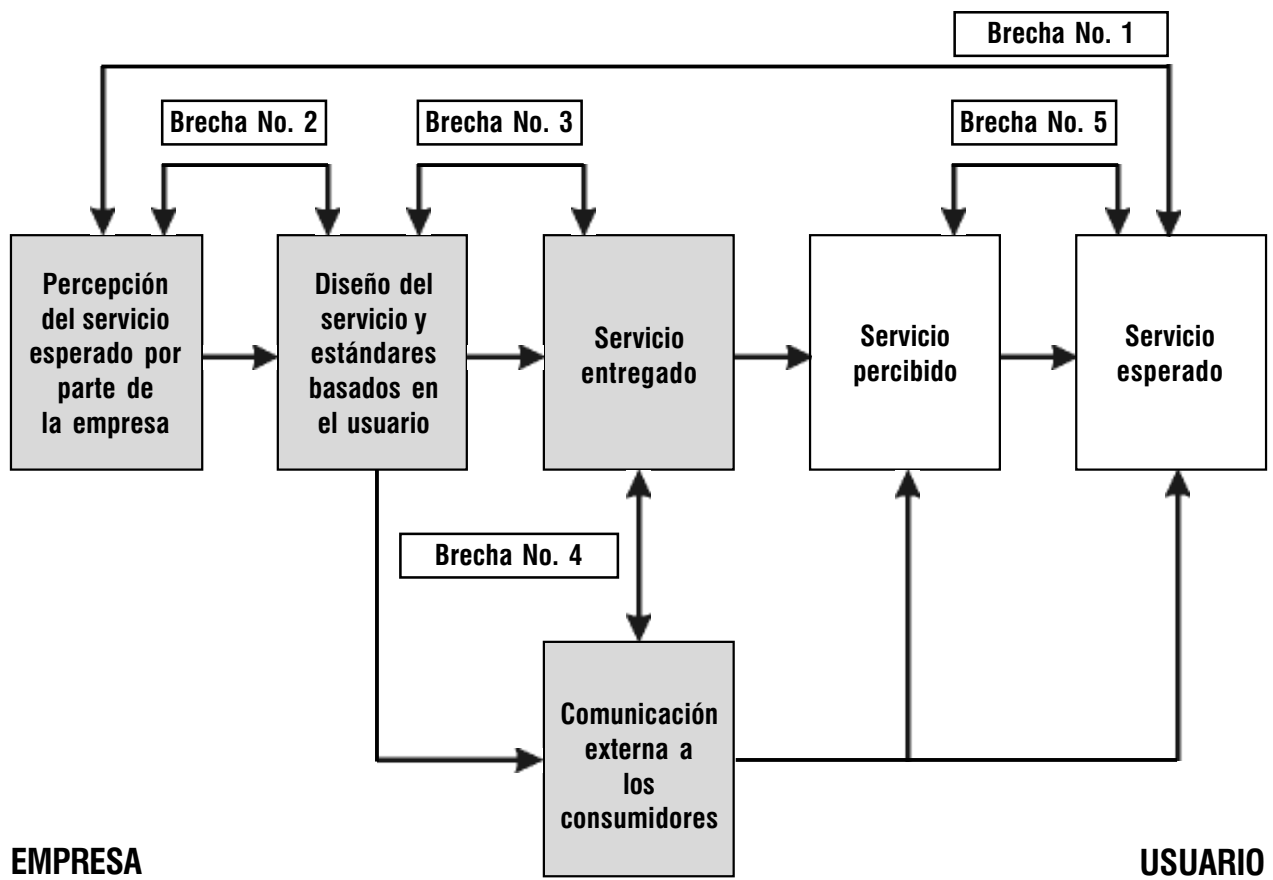 Brecha No. 1
Brecha No. 2
Brecha No. 3
Brecha No. 5
Percepción
del servicio
esperado por
parte de
la empresa
Diseño del
servicio y
estándares
basados en
el usuario
Servicio
entregado
Servicio
percibido
Servicio
esperado
Brecha No. 4
Comunicación
externa a
los
consumidores
EMPRESA
USUARIO